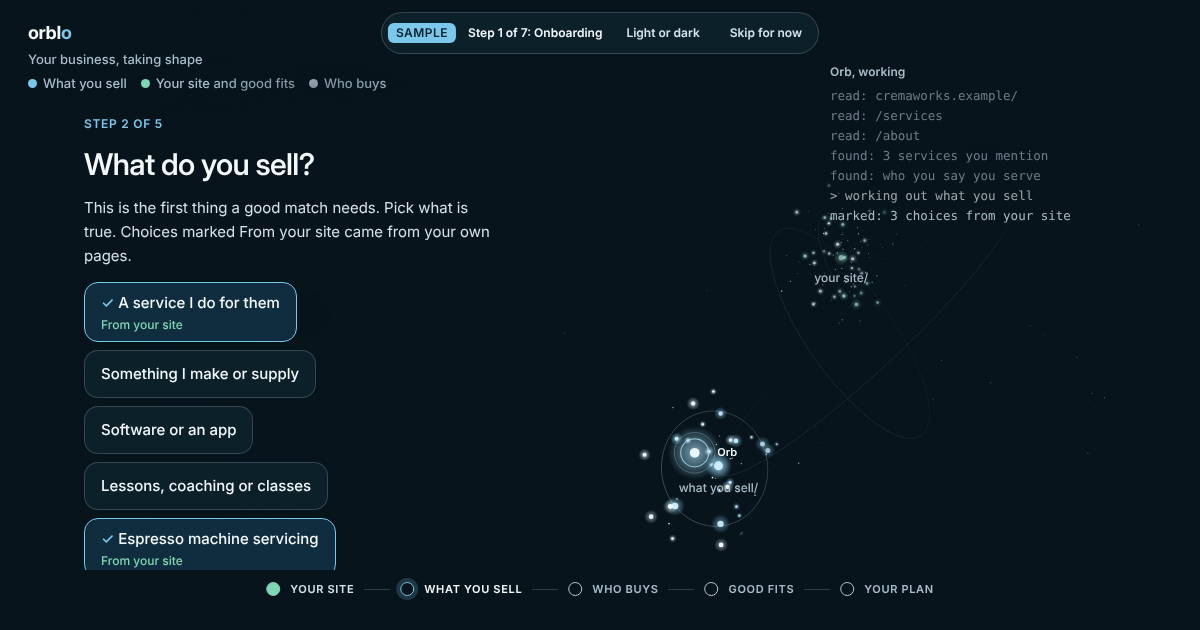 orblo
SAMPLE Step 1 of 7: Onboarding Light or dark Skip for now
Your business, taking shape
What you sell Your site and good fits Who buys
STEP 2 OF 5
What do you sell?
This is the first thing a good match needs. Pick what is
true. Choices marked From your site came from your own
pages.
✓ A service I do for them
From your site
Something I make or supply
Software or an app
Lessons, coaching or classes
✓ Espresso machine servicing
From your site
Orb, working
read: cremaworks.example/
read: /services
read: /about
found: 3 services you mention
found: who you say you serve
> working out what you sell
marked: 3 choices from your site
your site/
Orb
what you sell/
YOUR SITE WHAT YOU SELL WHO BUYS GOOD FITS YOUR PLAN